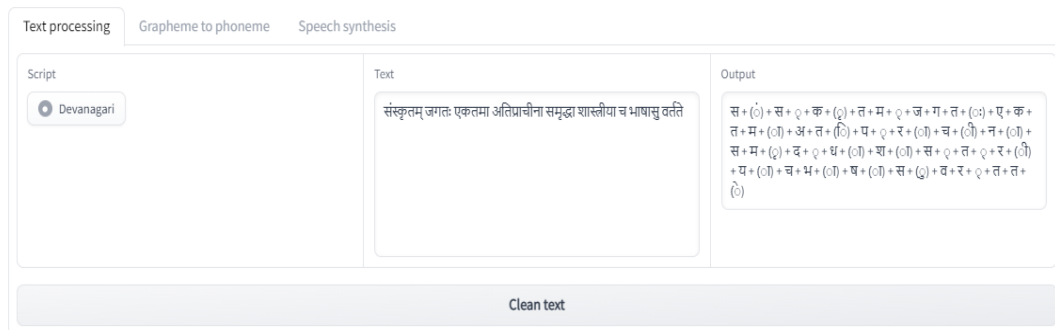 Text processing
Grapheme to phoneme
Speech synthesis
Script
Devanagari
Text
संस्कृतम् जगतः एकतमा अतिप्राचीना समृद्धा शास्त्रीया च भाषासु वर्तते
Output
स + (ं) + स + ् + क + (ृ) + त + म + ् + ज + ग + त + (ः) + ए + क +
त + म + (ा) + अ + त + (ि) + प + ् + र + (ा) + च + (ी) + न + (ा) +
स + म + (ृ) + द + ् + ध + (ा) + श + (ा) + स + ् + त + ् + र + (ी)
+ य + (ा) + च + भ + (ा) + ष + (ा) + स + (ु) + व + र + ् + त + त +
(े)
Clean text